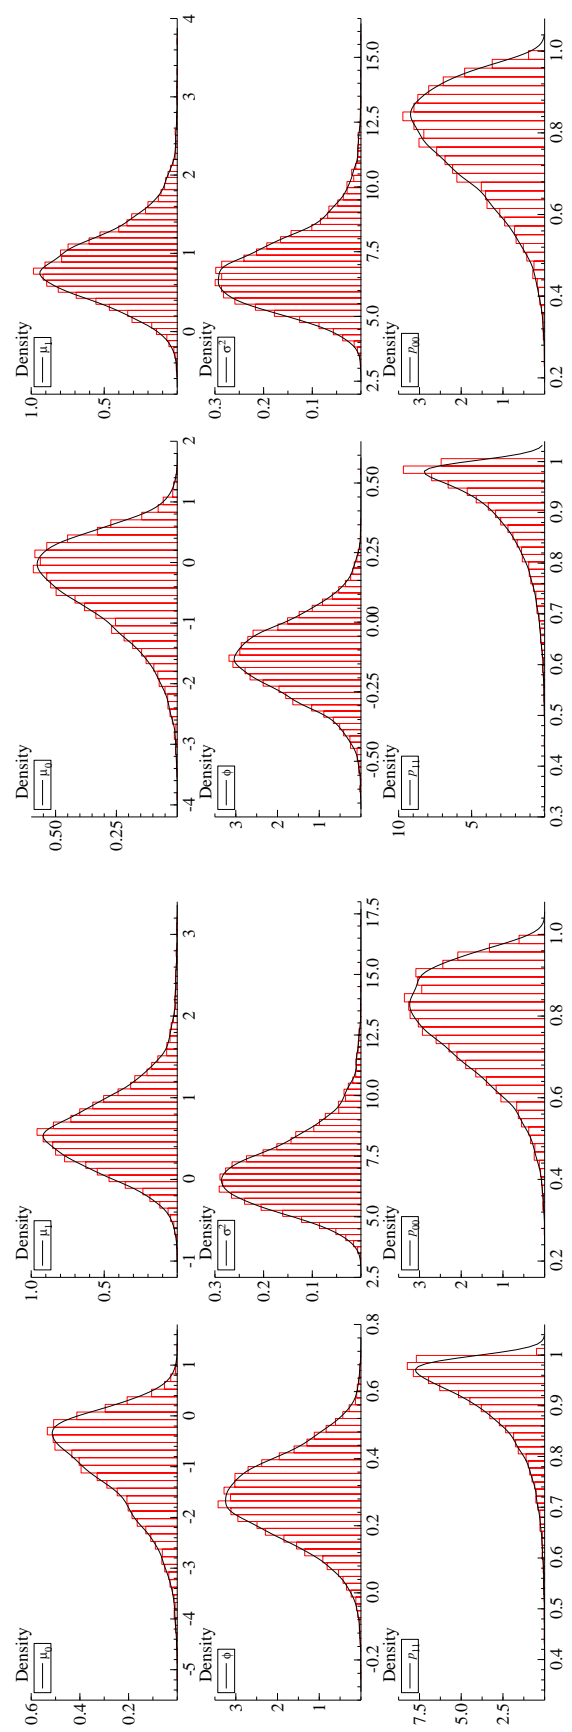 Density
μ₀
0.6
0.4
0.2
-5 -4 -3 -2 -1 0 1
Density
μ₁
1.0
0.5
-1 0 1 2 3
Density
μ₀
0.50
0.25
-4 -3 -2 -1 0 1 2
Density
μ₁
1.0
0.5
0 1 2 3 4
Density
ϕ
3
2
1
-0.2 0.0 0.2 0.4 0.6 0.8
Density
σ²
0.3
0.2
0.1
2.5 5.0 7.5 10.0 12.5 15.0 17.5
Density
ϕ
3
2
1
-0.50 -0.25 0.00 0.25 0.50
Density
σ²
0.3
0.2
0.1
2.5 5.0 7.5 10.0 12.5 15.0
Density
p₁₁
7.5
5.0
2.5
0.4 0.5 0.6 0.7 0.8 0.9 1
Density
p₀₀
3
2
1
0.2 0.4 0.6 0.8 1.0
Density
p₁₁
10
5
0.3 0.4 0.5 0.6 0.7 0.8 0.9 1
Density
p₀₀
3
2
1
0.2 0.4 0.6 0.8 1.0